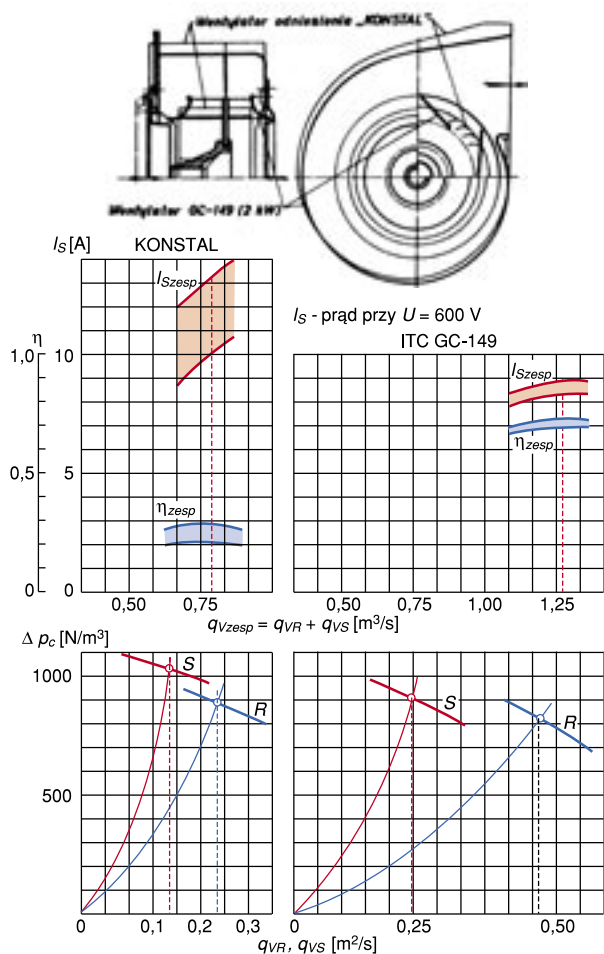 Wentylator odniesienia „KONSTAL"
Wentylator GC-149 (2 kW)
I_S [A] KONSTAL
I_Szesp
I_S - prąd przy U = 600 V
ITC GC-149
η
1,0 10
I_Szesp
η_zesp
0,5 5
η_zesp
0 0
0,50 0,75 0,50 0,75 1,00 1,25
q_Vzesp = q_VR + q_VS [m³/s]
Δ p_c [N/m³]
1000
S
R
S
R
500
0 0,1 0,2 0,3 0 0,25 0,50
q_VR, q_VS [m²/s]